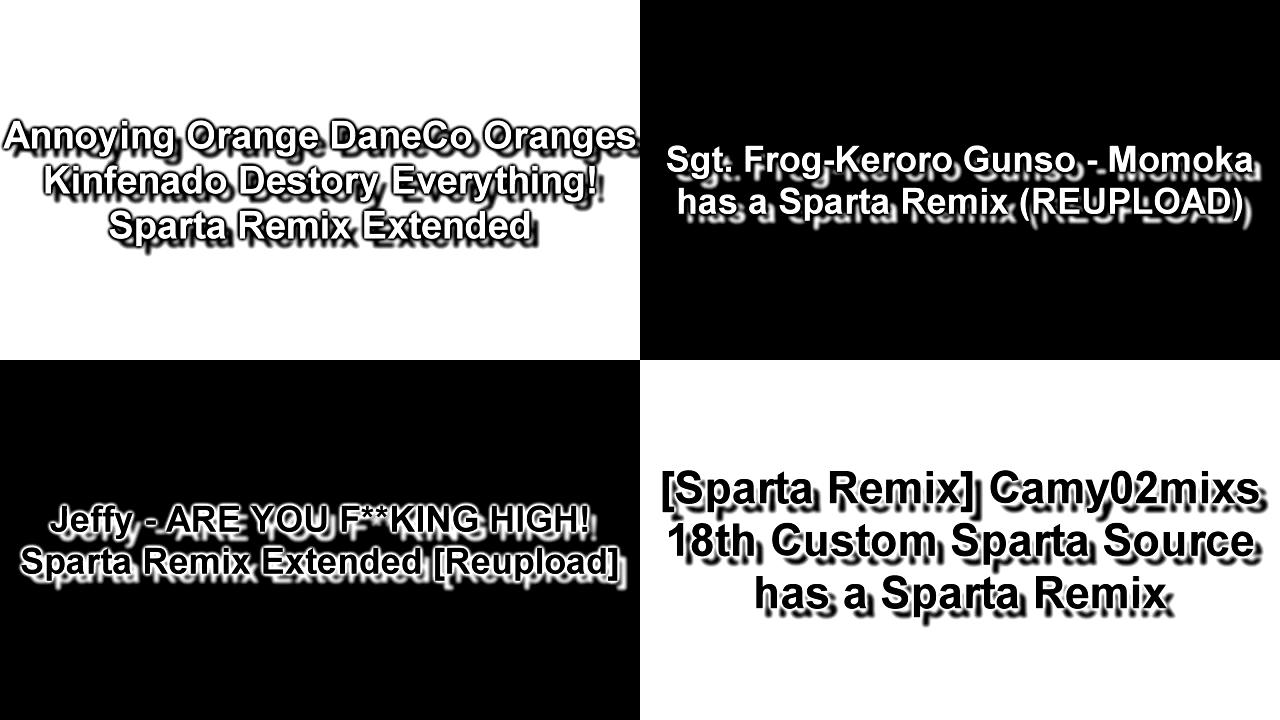 Annoying Orange DaneCo Oranges
Kinfenado Destory Everything!
Sparta Remix Extended
Sgt. Frog-Keroro Gunso - Momoka
has a Sparta Remix (REUPLOAD)
Jeffy - ARE YOU F**KING HIGH!
Sparta Remix Extended [Reupload]
[Sparta Remix] Camy02mixs
18th Custom Sparta Source
has a Sparta Remix